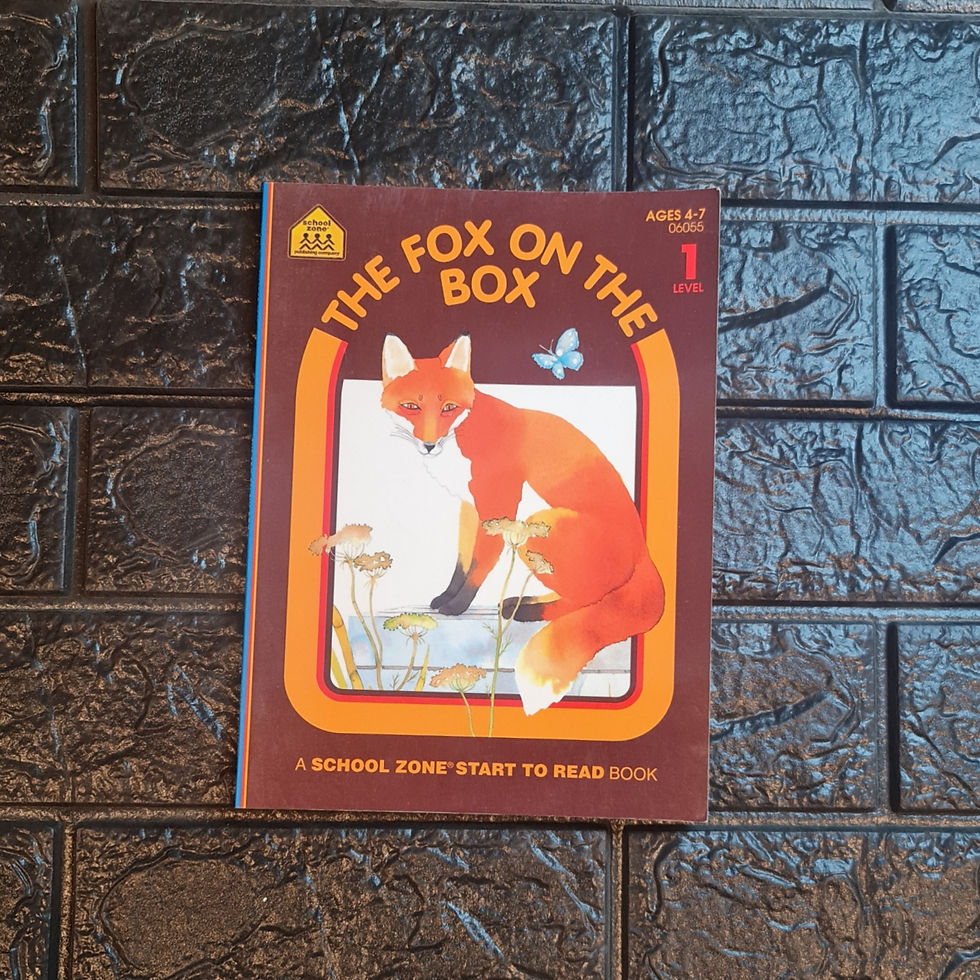 school
zone®
publishing company®
AGES 4-7
06055
1
LEVEL
THE FOX ON THE
BOX
A SCHOOL ZONE® START TO READ BOOK